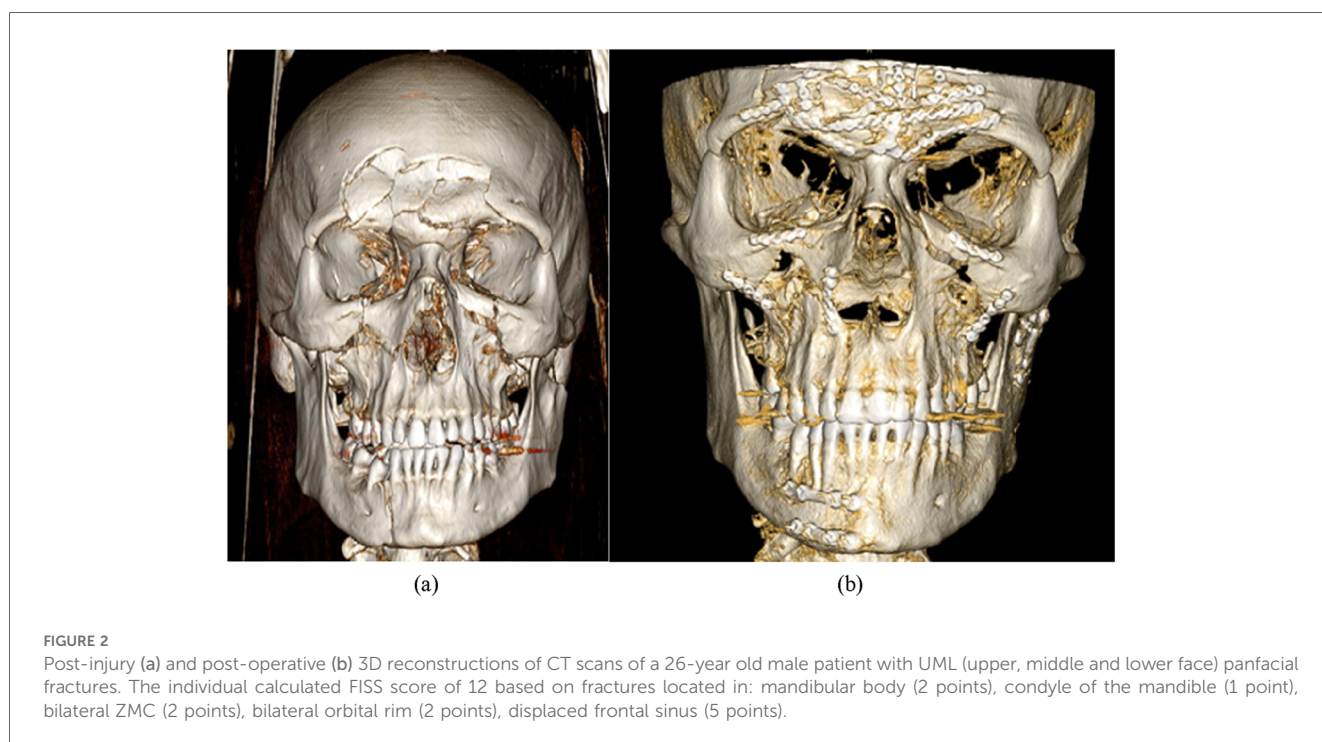 (a)
(b)
FIGURE 2
Post-injury (a) and post-operative (b) 3D reconstructions of CT scans of a 26-year old male patient with UML (upper, middle and lower face) panfacial
fractures. The individual calculated FISS score of 12 based on fractures located in: mandibular body (2 points), condyle of the mandible (1 point),
bilateral ZMC (2 points), bilateral orbital rim (2 points), displaced frontal sinus (5 points).